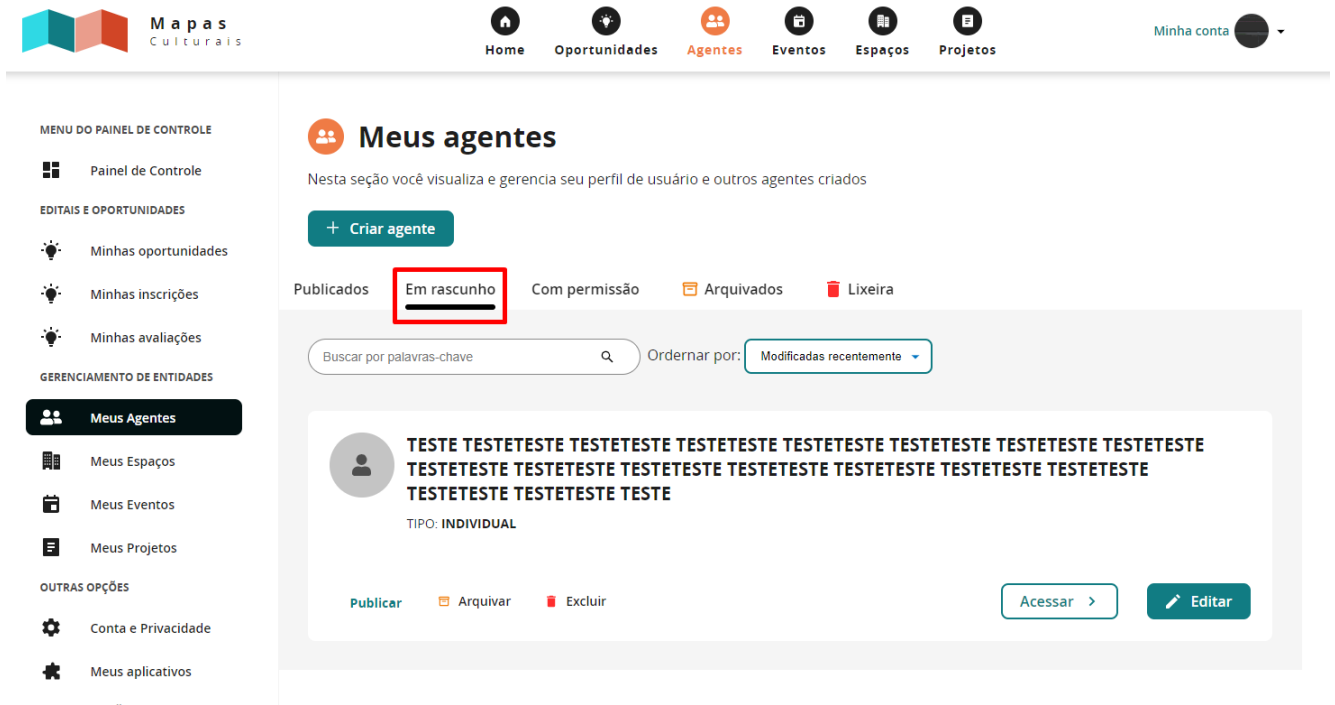 Mapas
Culturais
Home
Oportunidades
Agentes
Eventos
Espaços
Projetos
Minha conta
MENU DO PAINEL DE CONTROLE
Painel de Controle
EDITAIS E OPORTUNIDADES
Minhas oportunidades
Minhas inscrições
Minhas avaliações
GERENCIAMENTO DE ENTIDADES
Meus Agentes
Meus Espaços
Meus Eventos
Meus Projetos
OUTRAS OPÇÕES
Conta e Privacidade
Meus aplicativos
Meus agentes
Nesta seção você visualiza e gerencia seu perfil de usuário e outros agentes criados
+ Criar agente
Publicados
Em rascunho
Com permissão
Arquivados
Lixeira
Buscar por palavras-chave
Ordernar por:
Modificadas recentemente
TESTE TESTETESTE TESTETESTE TESTETESTE TESTETESTE TESTETESTE TESTETESTE TESTETESTE
TESTETESTE TESTETESTE TESTETESTE TESTETESTE TESTETESTE TESTETESTE TESTETESTE
TESTETESTE TESTETESTE TESTE
TIPO: INDIVIDUAL
Publicar
Arquivar
Excluir
Acessar
Editar